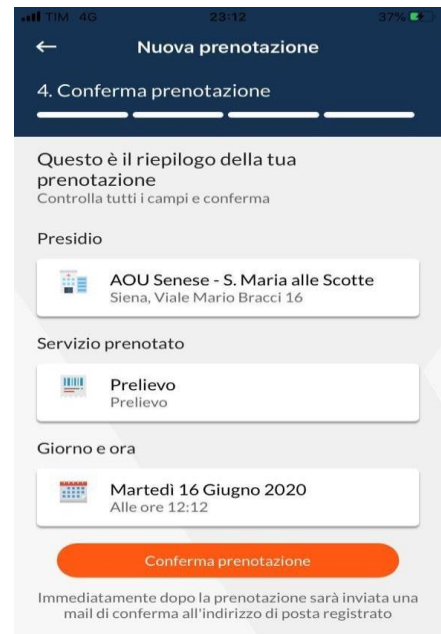 TIM 4G 23:12 37%
Nuova prenotazione
4. Conferma prenotazione
Questo è il riepilogo della tua
prenotazione
Controlla tutti i campi e conferma
Presidio
AOU Senese - S. Maria alle Scotte
Siena, Viale Mario Bracci 16
Servizio prenotato
Prelievo
Prelievo
Giorno e ora
Martedì 16 Giugno 2020
Alle ore 12:12
Conferma prenotazione
Immediatamente dopo la prenotazione sarà inviata una
mail di conferma all'indirizzo di posta registrato